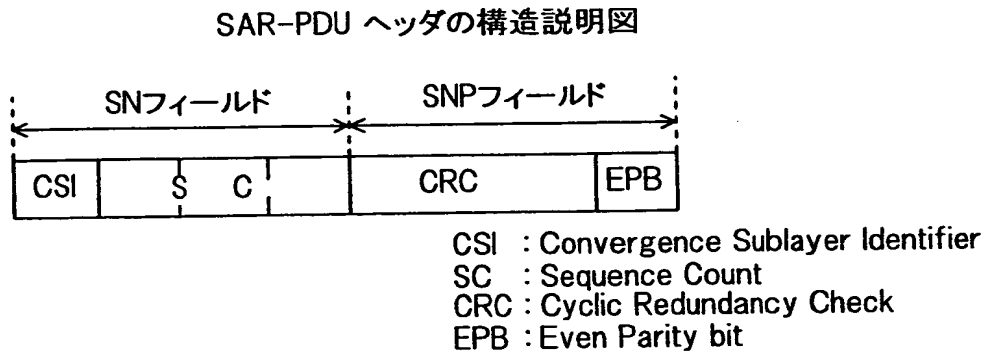 SAR-PDU ヘッダの構造説明図
SNフィールド SNPフィールド
CSI S C CRC EPB
CSI : Convergence Sublayer Identifier
SC : Sequence Count
CRC : Cyclic Redundancy Check
EPB : Even Parity bit